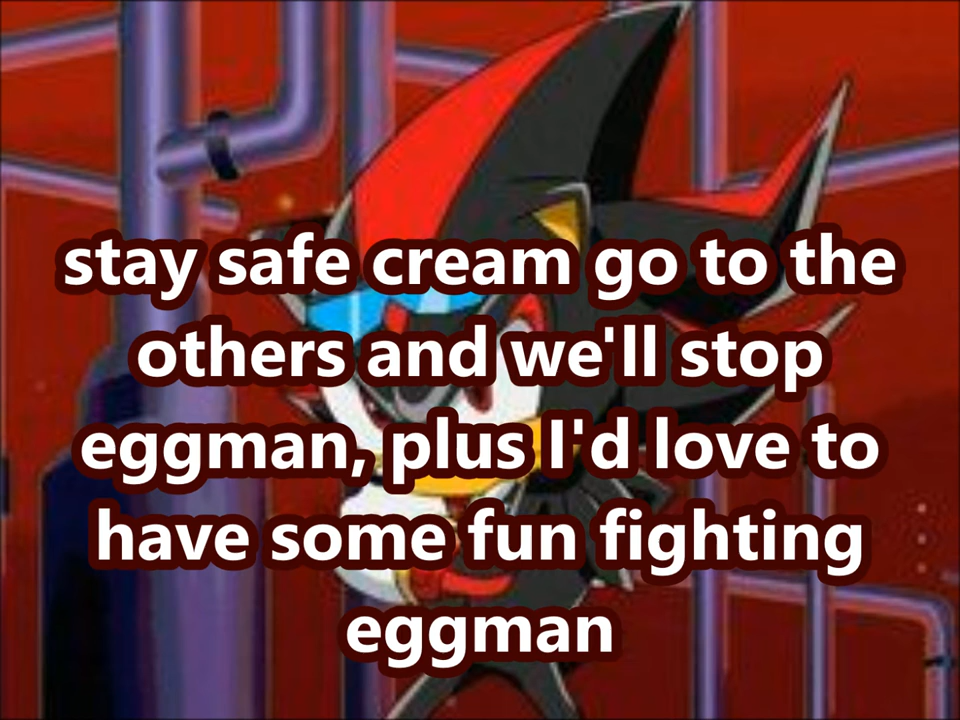 stay safe cream go to the
others and we'll stop
eggman, plus I'd love to
have some fun fighting
eggman